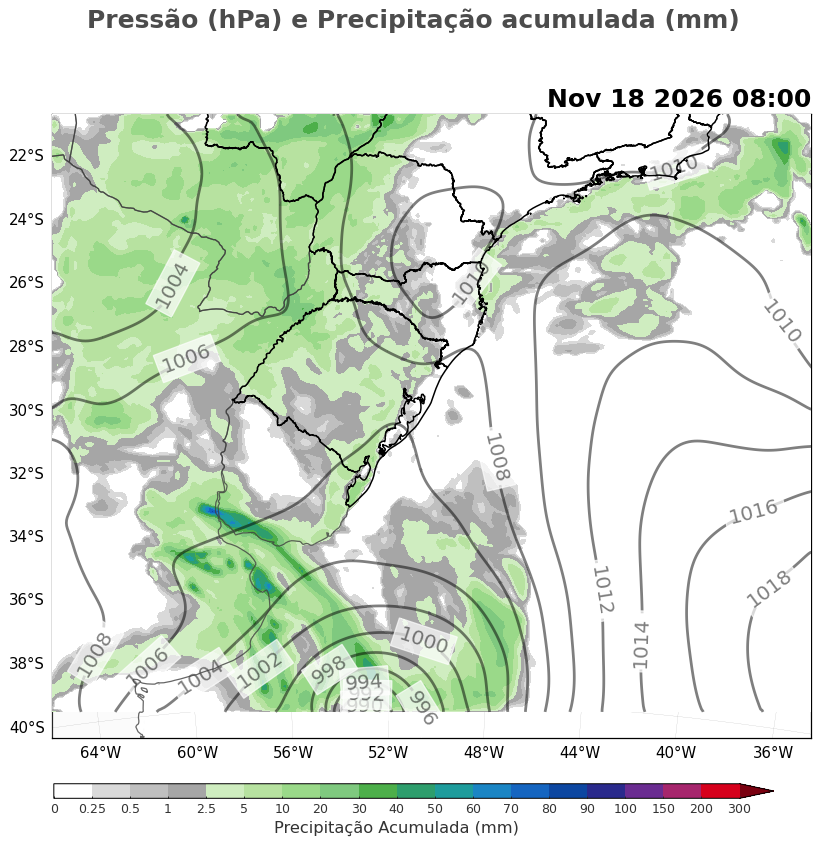 Pressão (hPa) e Precipitação acumulada (mm)
Nov 18 2026 08:00
22°S
24°S
26°S
28°S
30°S
32°S
34°S
36°S
38°S
40°S
1010
1004
1010
1010
1006
1008
1016
1018
1012
1014
1008
1006
1004
1002
1000
998
994
992
990
996
64°W 60°W 56°W 52°W 48°W 44°W 40°W 36°W
0 0.25 0.5 1 2.5 5 10 20 30 40 50 60 70 80 90 100 150 200 300
Precipitação Acumulada (mm)